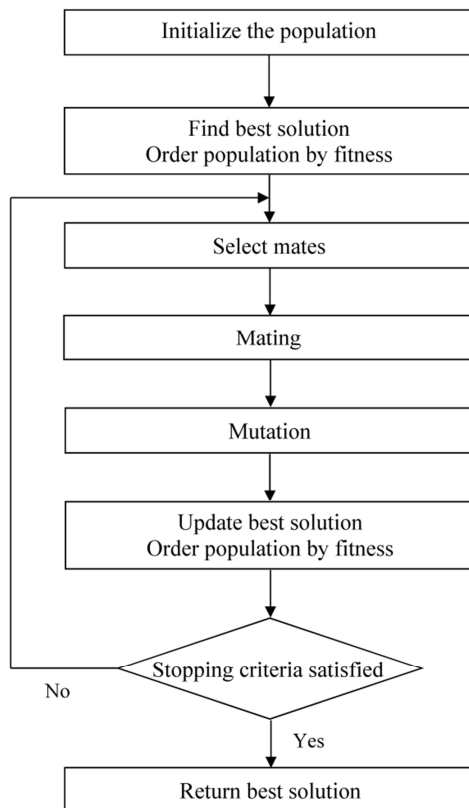 Initialize the population
Find best solution
Order population by fitness
Select mates
Mating
Mutation
Update best solution
Order population by fitness
Stopping criteria satisfied
No
Yes
Return best solution